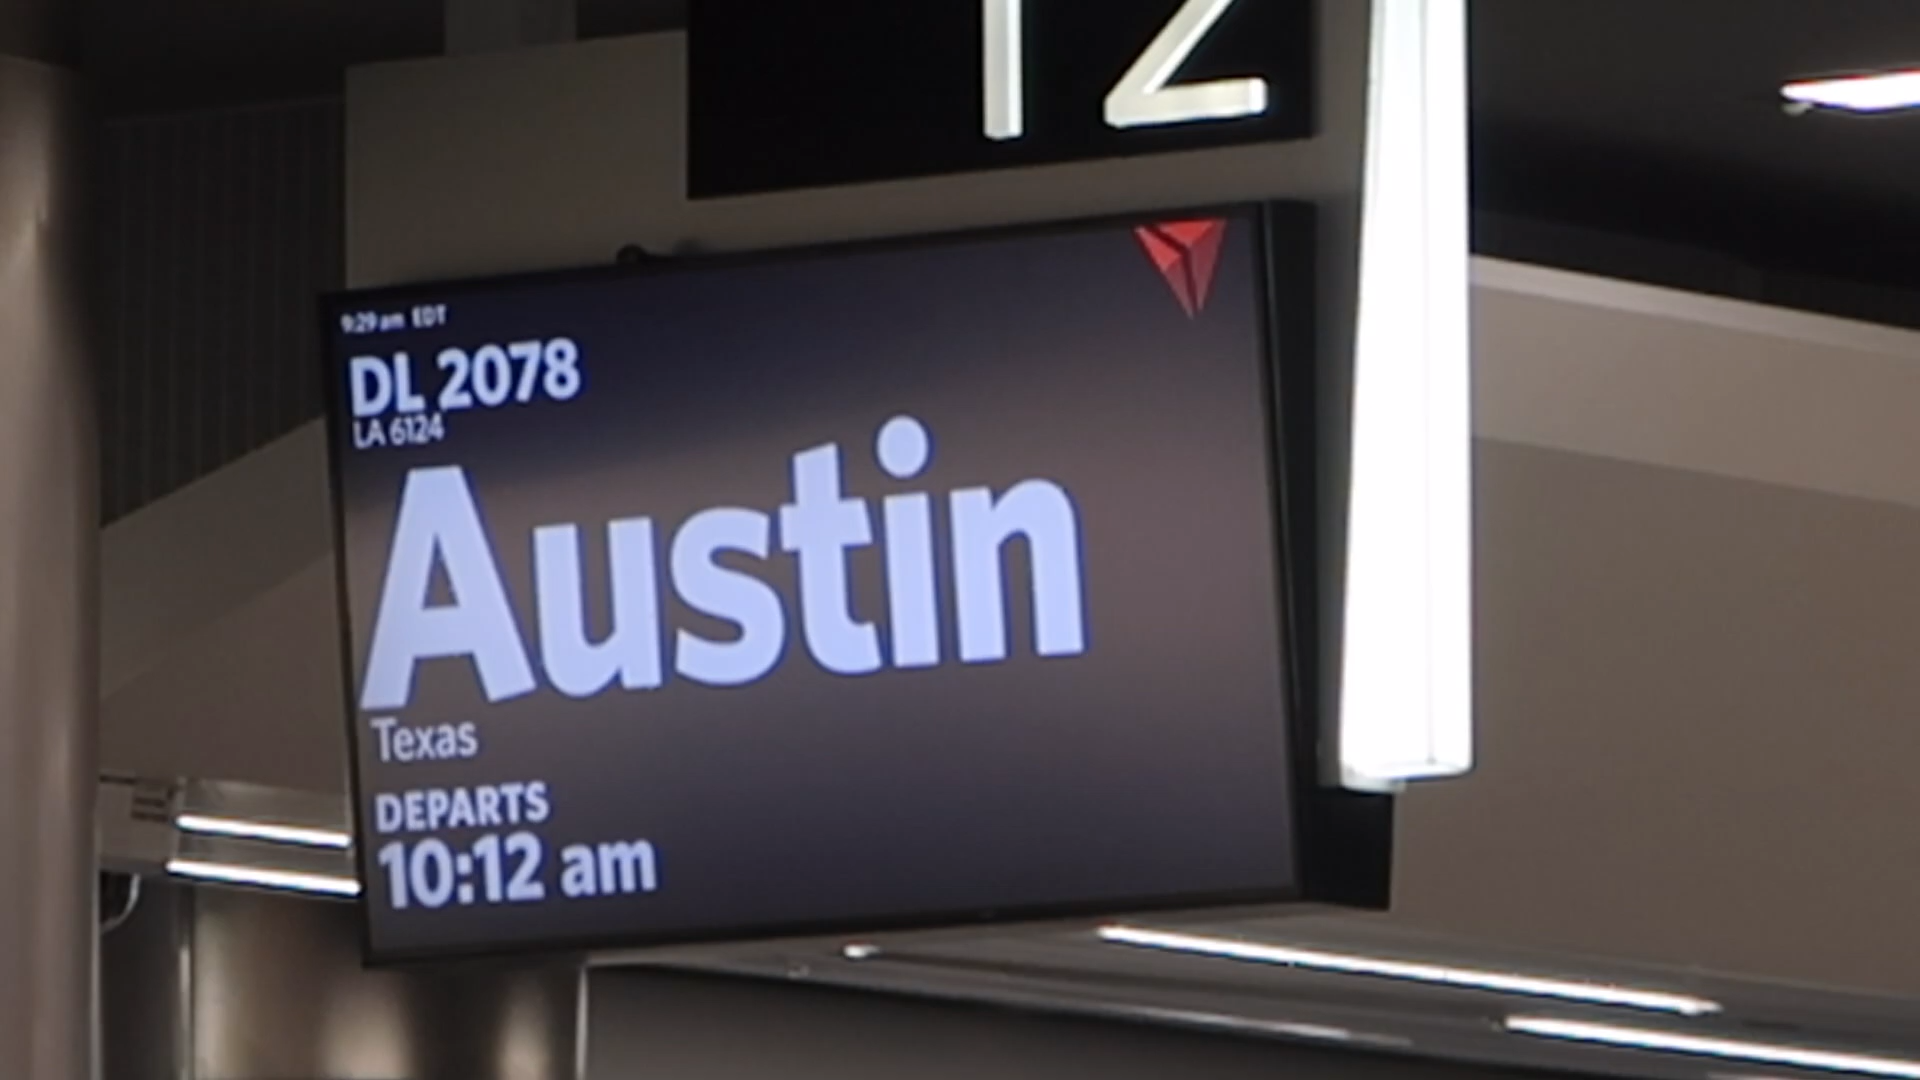 12
9:29 am EDT
DL 2078
LA 6124
Austin
Texas
DEPARTS
10:12 am